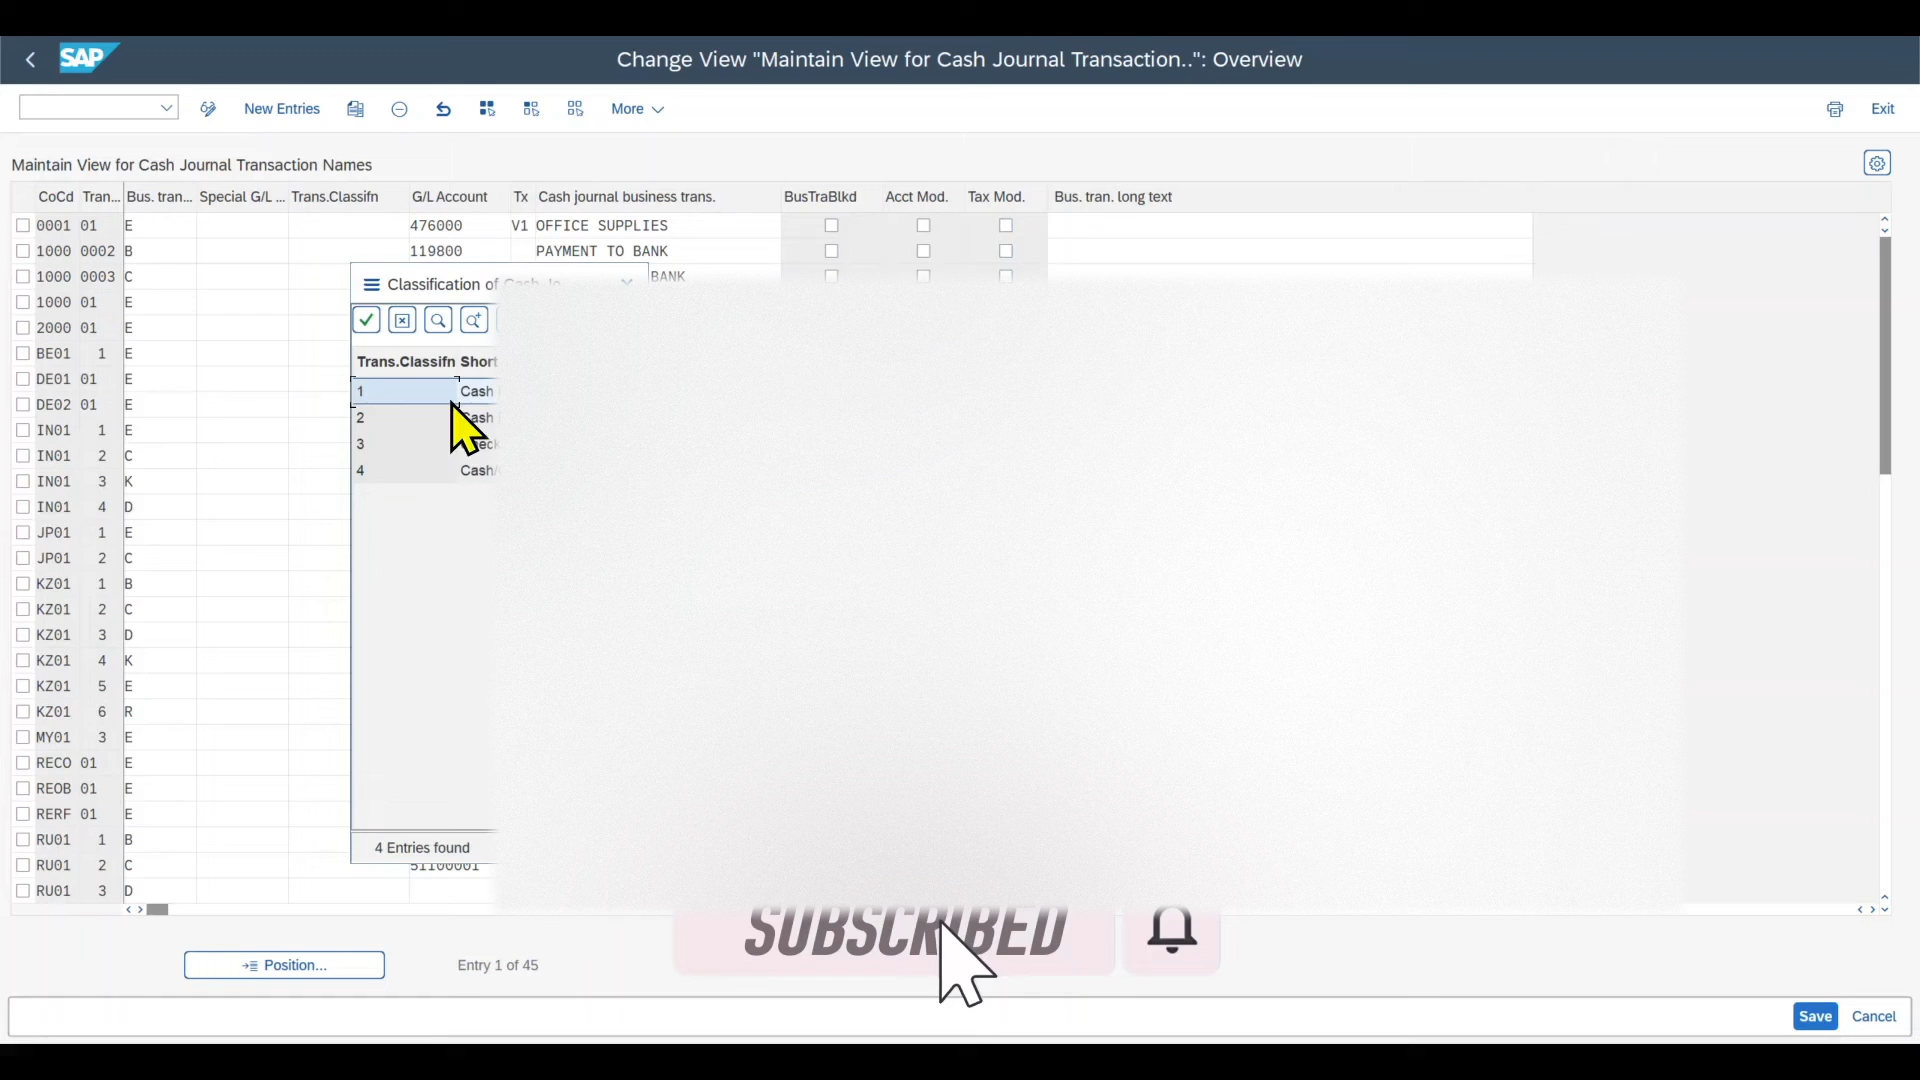 SAP
Change View "Maintain View for Cash Journal Transaction..": Overview
New Entries
More
Exit
Maintain View for Cash Journal Transaction Names
CoCd Tran... Bus. tran... Special G/L ... Trans.Classifn G/L Account Tx Cash journal business trans. BusTraBlkd Acct Mod. Tax Mod. Bus. tran. long text
0001 01 E 476000 V1 OFFICE SUPPLIES
1000 0002 B 119800 PAYMENT TO BANK
1000 0003 C BANK
1000 01 E
2000 01 E
BE01 1 E
DE01 01 E
DE02 01 E
IN01 1 E
IN01 2 C
IN01 3 K
IN01 4 D
JP01 1 E
JP01 2 C
KZ01 1 B
KZ01 2 C
KZ01 3 D
KZ01 4 K
KZ01 5 E
KZ01 6 R
MY01 3 E
RECO 01 E
REOB 01 E
RERF 01 E
RU01 1 B
RU01 2 C 51100001
RU01 3 D
Classification of Cash Jo
Trans.Classifn Short
1 Cash
2 Cash
3
4 Cash/
4 Entries found
SUBSCRIBED
Position...
Entry 1 of 45
Save
Cancel